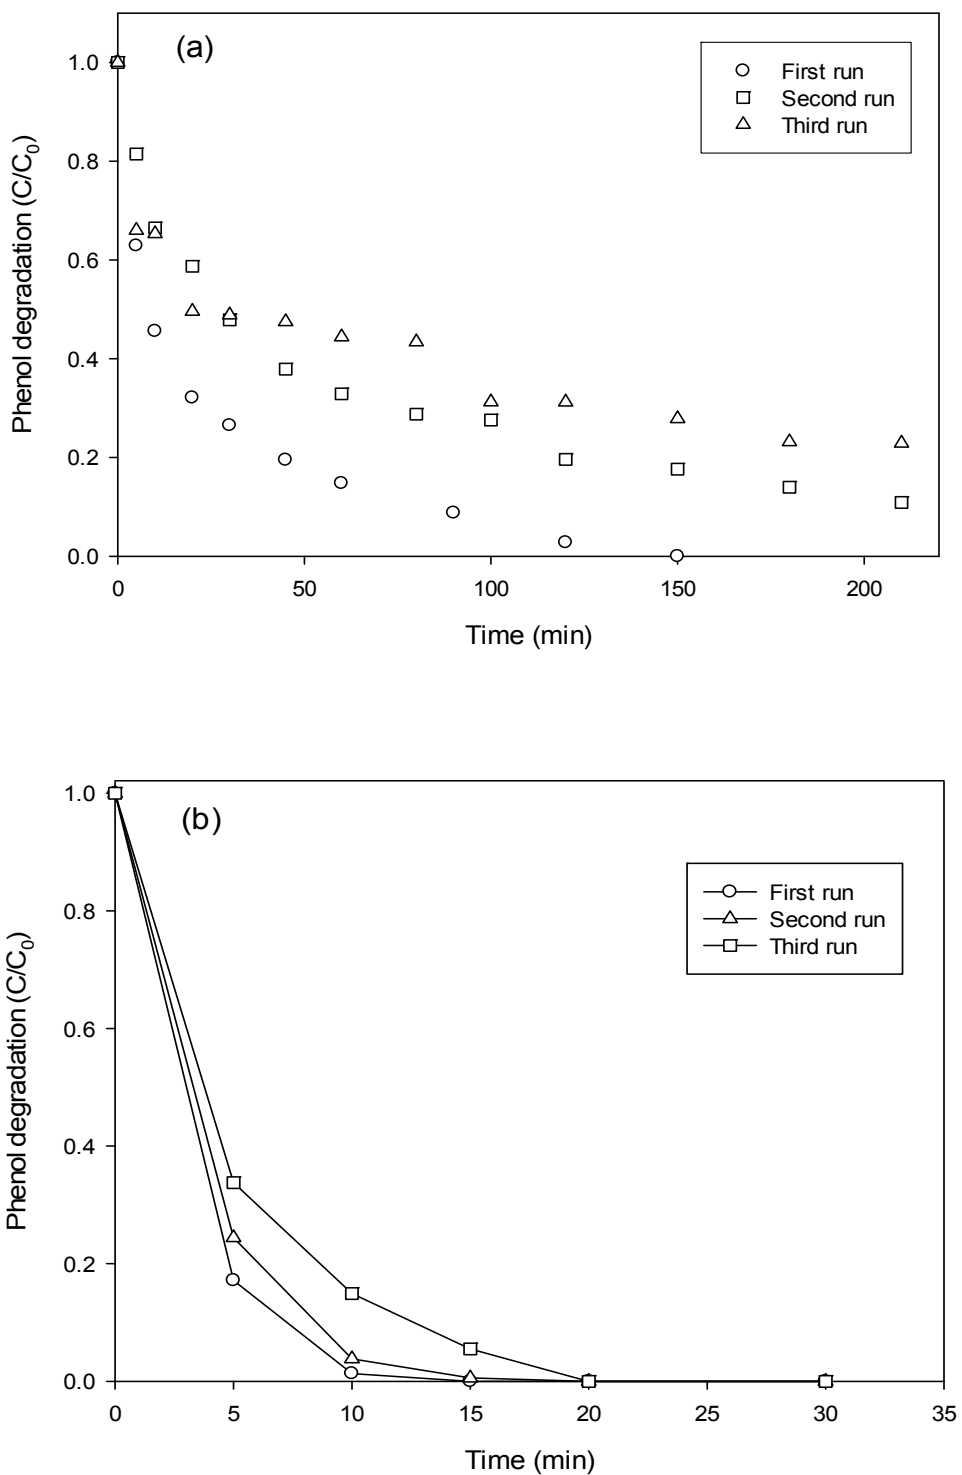 (a)
First run
Second run
Third run
1.0
0.8
0.6
0.4
0.2
0.0
Phenol degradation (C/C₀)
0 50 100 150 200
Time (min)
(b)
First run
Second run
Third run
1.0
0.8
0.6
0.4
0.2
0.0
Phenol degradation (C/C₀)
0 5 10 15 20 25 30 35
Time (min)